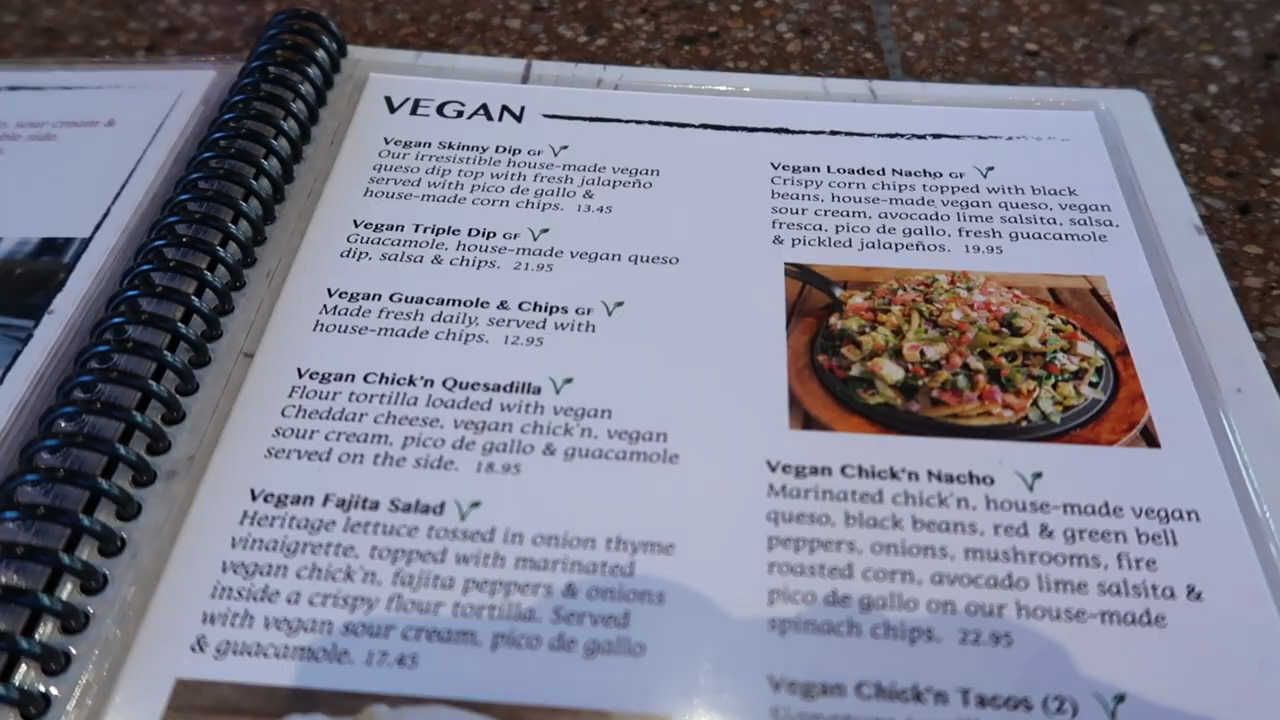 sour cream &
side.
VEGAN
Vegan Skinny Dip GF
Our irresistible house-made vegan
queso dip top with fresh jalapeño
served with pico de gallo &
house-made corn chips. 13.45
Vegan Triple Dip GF
Guacamole, house-made vegan queso
dip, salsa & chips. 21.95
Vegan Guacamole & Chips GF
Made fresh daily, served with
house-made chips. 12.95
Vegan Chick'n Quesadilla
Flour tortilla loaded with vegan
Cheddar cheese, vegan chick'n, vegan
sour cream, pico de gallo & guacamole
served on the side. 18.95
Vegan Fajita Salad
Heritage lettuce tossed in onion thyme
vinaigrette, topped with marinated
vegan chick'n, fajita peppers & onions
inside a crispy flour tortilla. Served
with vegan sour cream, pico de gallo
& guacamole. 17.45
Vegan Loaded Nacho GF
Crispy corn chips topped with black
beans, house-made vegan queso, vegan
sour cream, avocado lime salsita, salsa,
fresca, pico de gallo, fresh guacamole
& pickled jalapeños. 19.95
Vegan Chick'n Nacho
Marinated chick'n, house-made vegan
queso, black beans, red & green bell
peppers, onions, mushrooms, fire
roasted corn, avocado lime salsita &
pico de gallo on our house-made
spinach chips. 22.95
Vegan Chick'n Tacos (2)